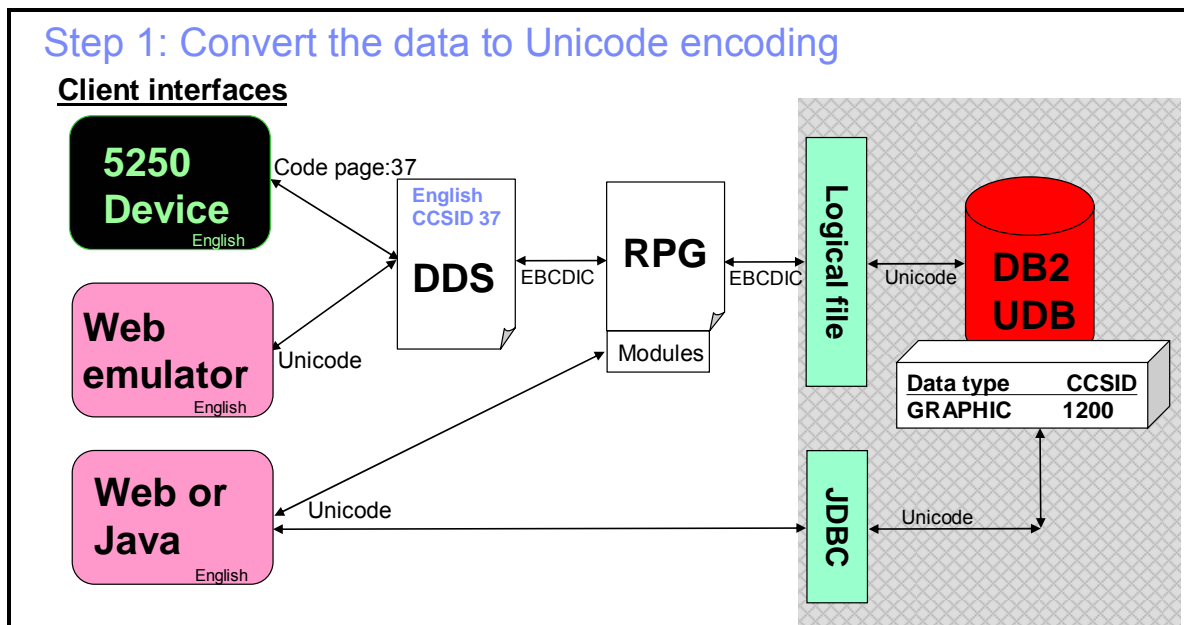 Step 1: Convert the data to Unicode encoding
Client interfaces
5250
Device
English
Code page:37
English
CCSID 37
DDS
EBCDIC
RPG
Modules
EBCDIC
Logical file
Unicode
DB2
UDB
Data type CCSID
GRAPHIC 1200
Web
emulator
English
Unicode
Web or
Java
English
Unicode
JDBC
Unicode